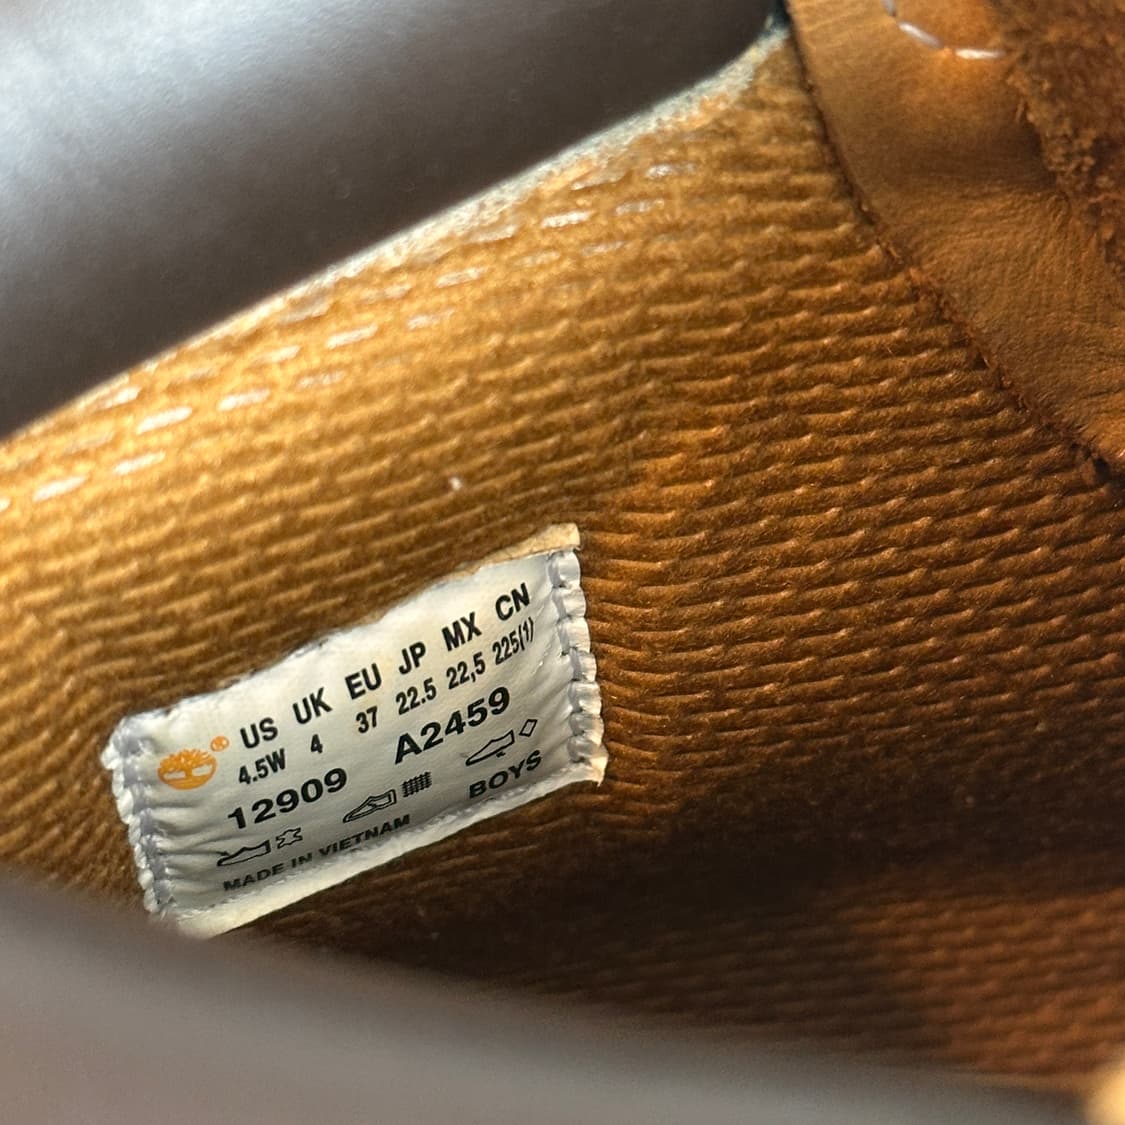 ® US UK EU JP MX CN
4.5W 4 37 22.5 22,5 225(1)
12909 A2459
MADE IN VIETNAM BOYS